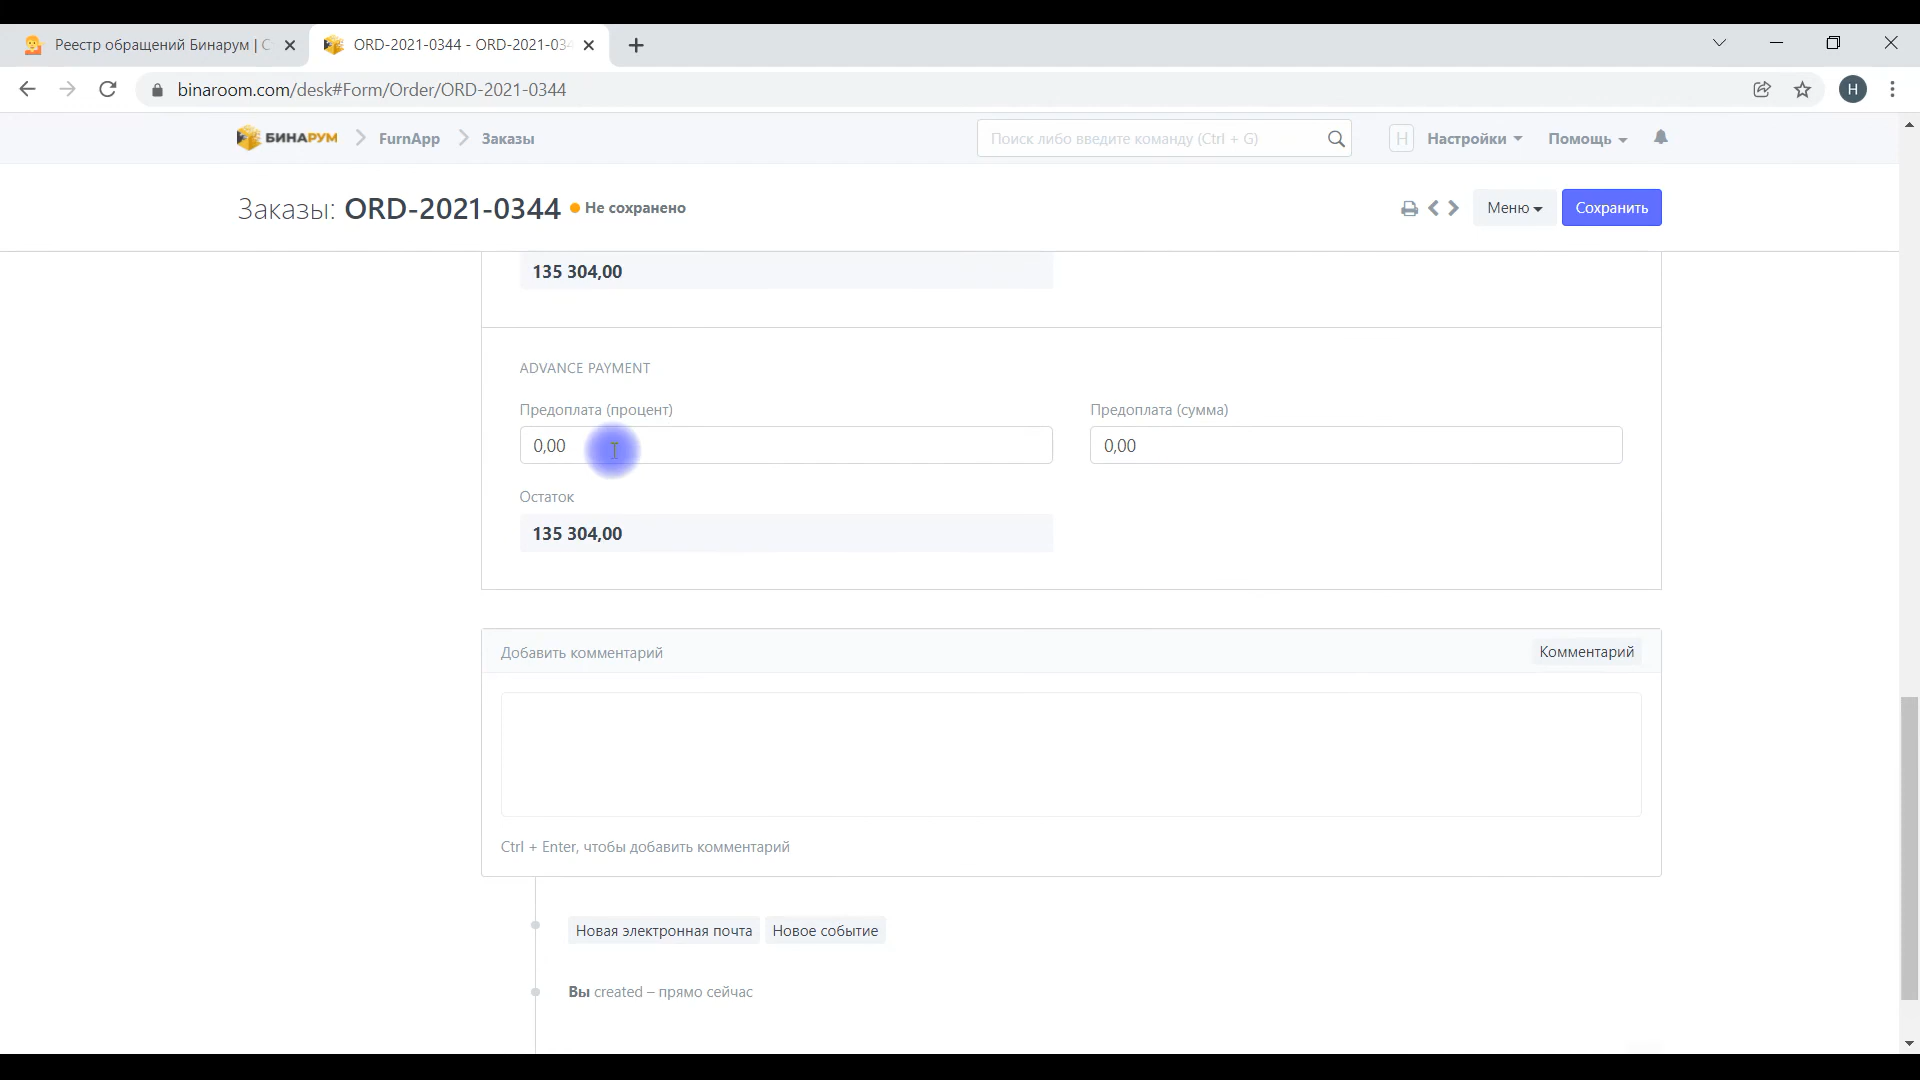 Реестр обращений Бинарум | С
ORD-2021-0344 - ORD-2021-034
binaroom.com/desk#Form/Order/ORD-2021-0344
H
БИНАРУМ
FurnApp
Заказы
Поиск либо введите команду (Ctrl + G)
H
Настройки
Помощь
Заказы: ORD-2021-0344
Не сохранено
Меню
Сохранить
135 304,00
ADVANCE PAYMENT
Предоплата (процент)
Предоплата (сумма)
0,00
0,00
Остаток
135 304,00
Добавить комментарий
Комментарий
Ctrl + Enter, чтобы добавить комментарий
Новая электронная почта
Новое событие
Вы created – прямо сейчас